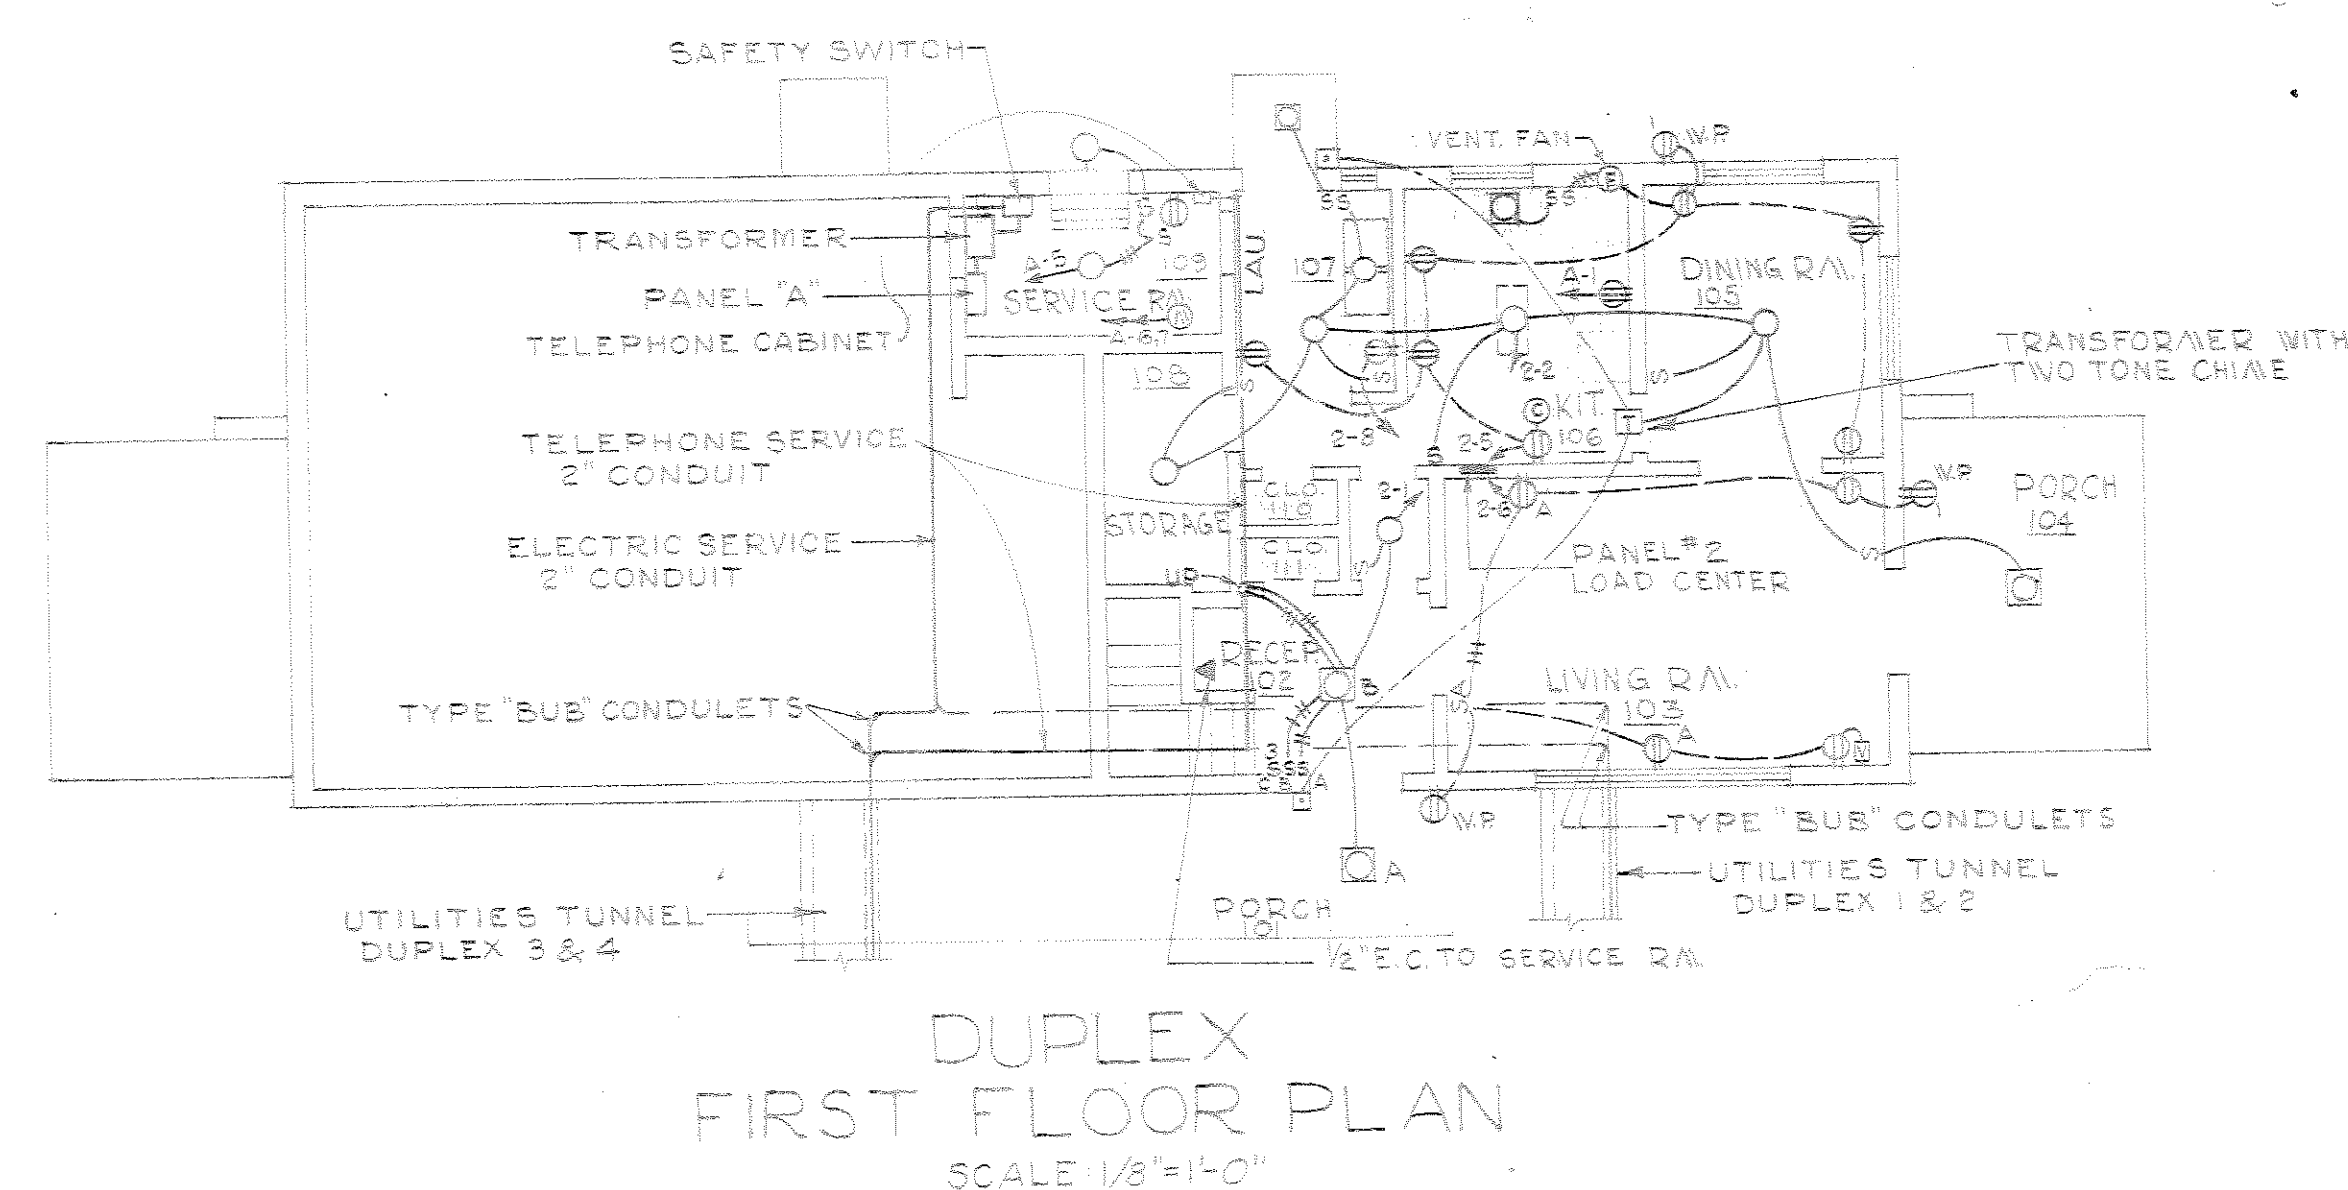 SAFETY SWITCH
VENT. FAN
W.P.
SS
SS
F
S
TRANSFORMER
A-5
109
LAU
107
A-1
DINING RM.
105
PANEL "A"
SERVICE RM.
A-6,7
TELEPHONE CABINET
TRANSFORMER WITH
TWO TONE CHIME
108
S
S
2-2
S
C
KIT.
106
T
TELEPHONE SERVICE
2" CONDUIT
2-8
2-5
S
W.P.
PORCH
104
CLO.
110
2-1
2-6
A
STORAGE
ELECTRIC SERVICE
2" CONDUIT
CLO.
S
S
PANEL #2
LOAD CENTER
UP
RECEP.
102
B
LIVING RM.
103
A
S
TYPE "BUB" CONDULETS
3
SSS
A
W.P.
TYPE "BUB" CONDULETS
A
UTILITIES TUNNEL
DUPLEX 1 & 2
UTILITIES TUNNEL
DUPLEX 3 & 4
PORCH
101
1/2" E.C. TO SERVICE RM.
DUPLEX
FIRST FLOOR PLAN
SCALE: 1/8"=1'-0"